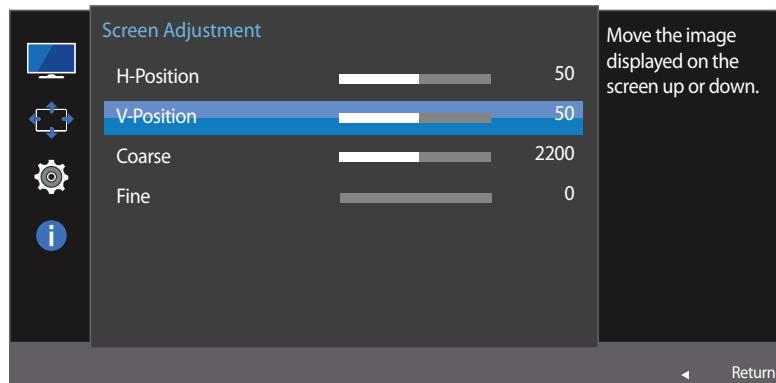 Screen Adjustment
H-Position 50
V-Position 50
Coarse 2200
Fine 0
Move the image
displayed on the
screen up or down.
Return